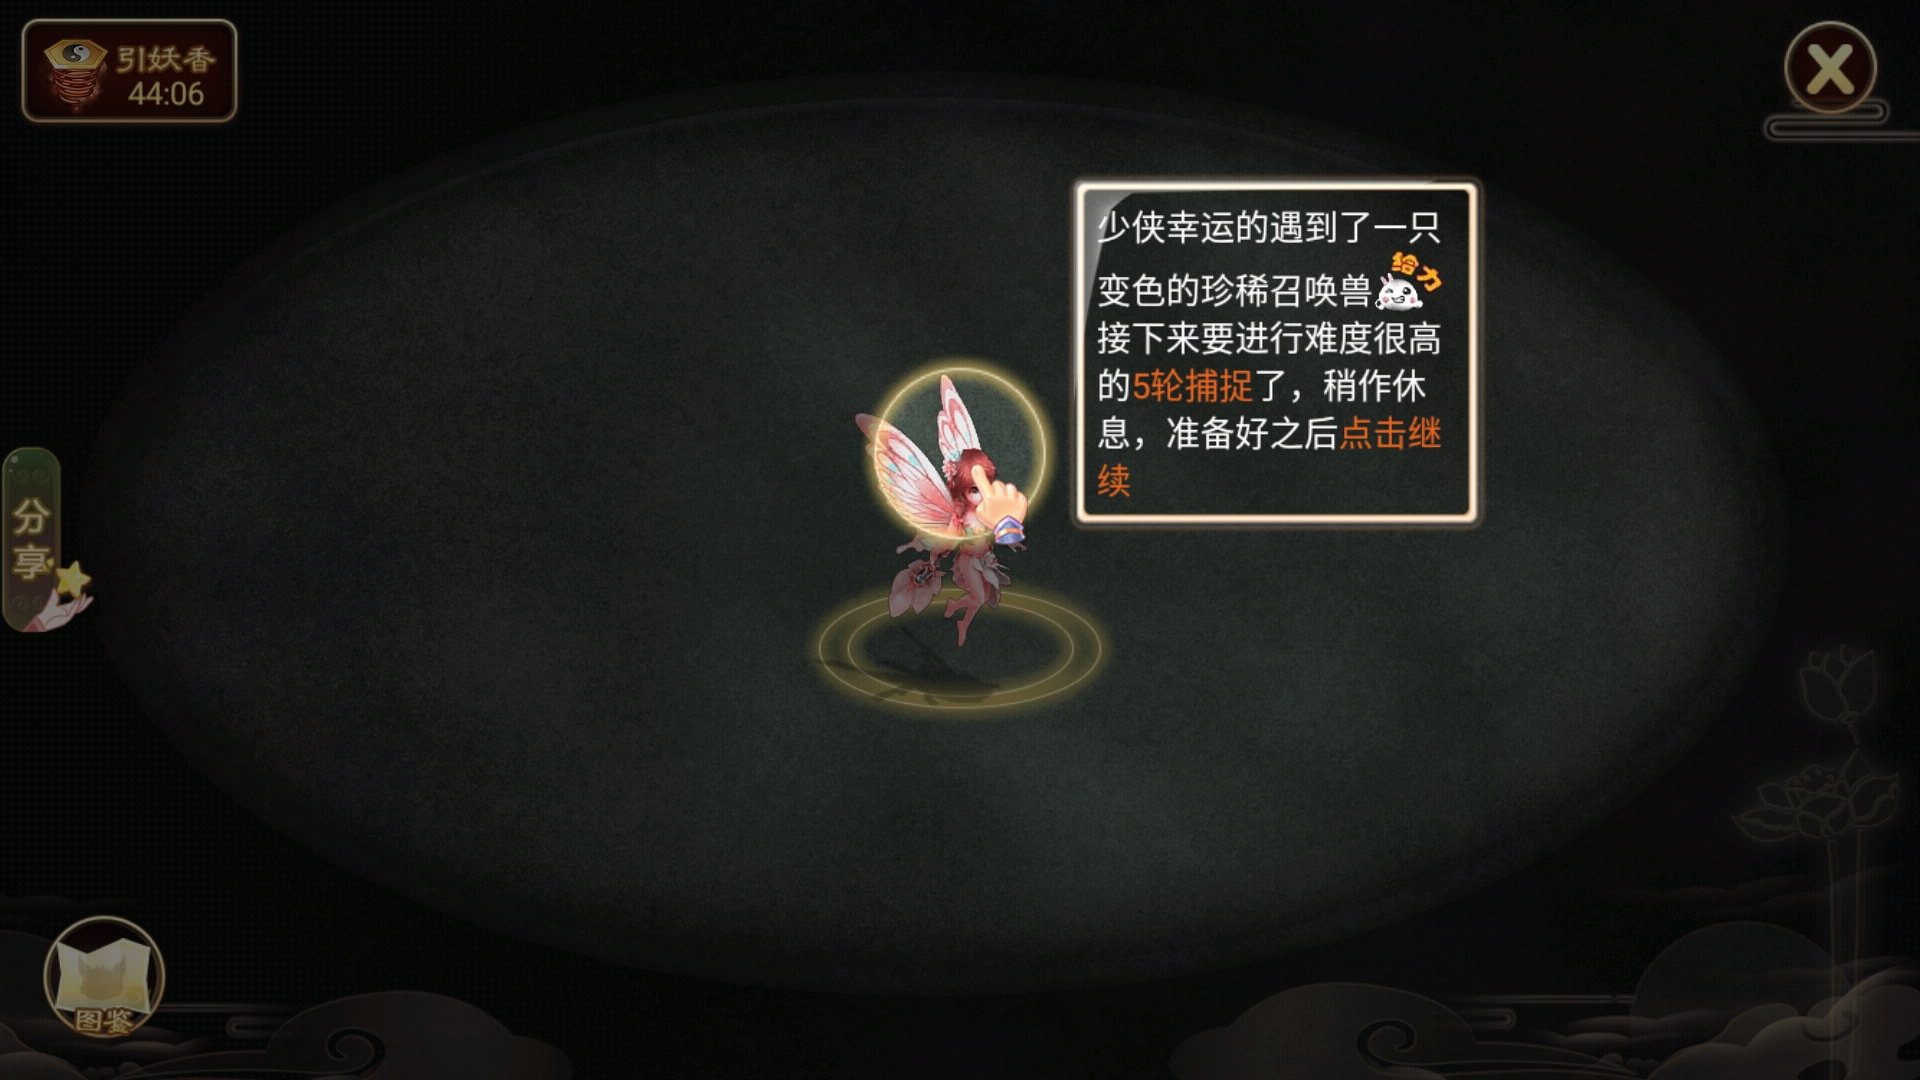 引妖香
44:06
少侠幸运的遇到了一只
给力
变色的珍稀召唤兽
接下来要进行难度很高
的5轮捕捉了，稍作休
息，准备好之后点击继
续
分享
图鉴